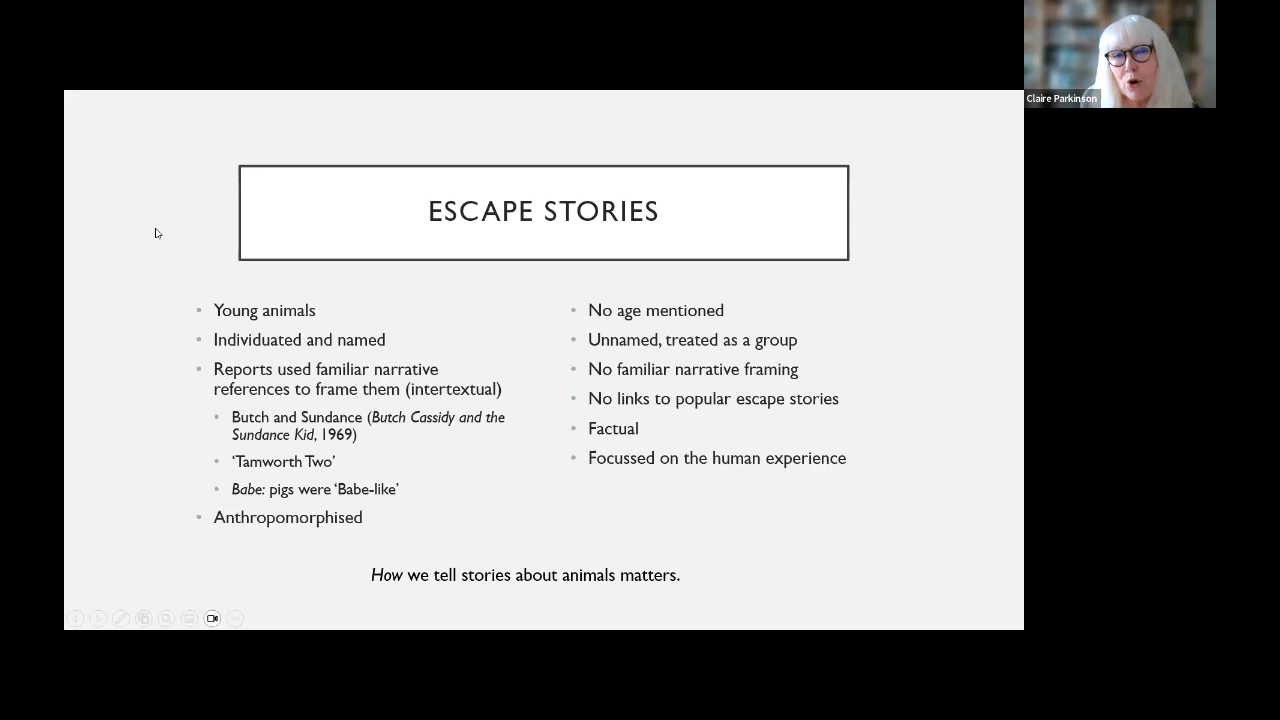 Claire Parkinson
ESCAPE STORIES
• Young animals
• Individuated and named
• Reports used familiar narrative
references to frame them (intertextual)
• Butch and Sundance (Butch Cassidy and the
Sundance Kid, 1969)
• ‘Tamworth Two’
• Babe: pigs were ‘Babe-like’
• Anthropomorphised
• No age mentioned
• Unnamed, treated as a group
• No familiar narrative framing
• No links to popular escape stories
• Factual
• Focussed on the human experience
How we tell stories about animals matters.